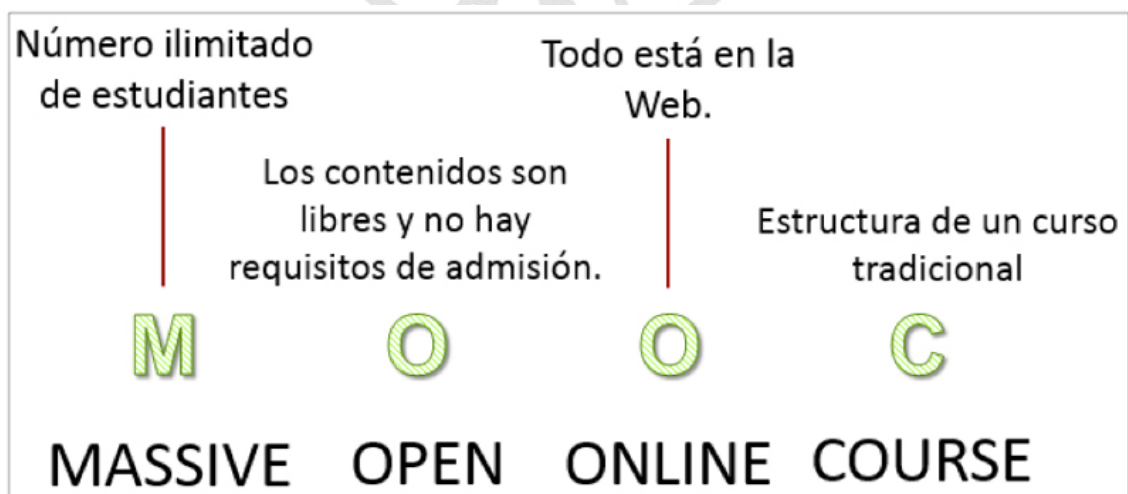 Número ilimitado
de estudiantes
Los contenidos son
libres y no hay
requisitos de admisión.
Todo está en la
Web.
Estructura de un curso
tradicional
M O O C
MASSIVE OPEN ONLINE COURSE